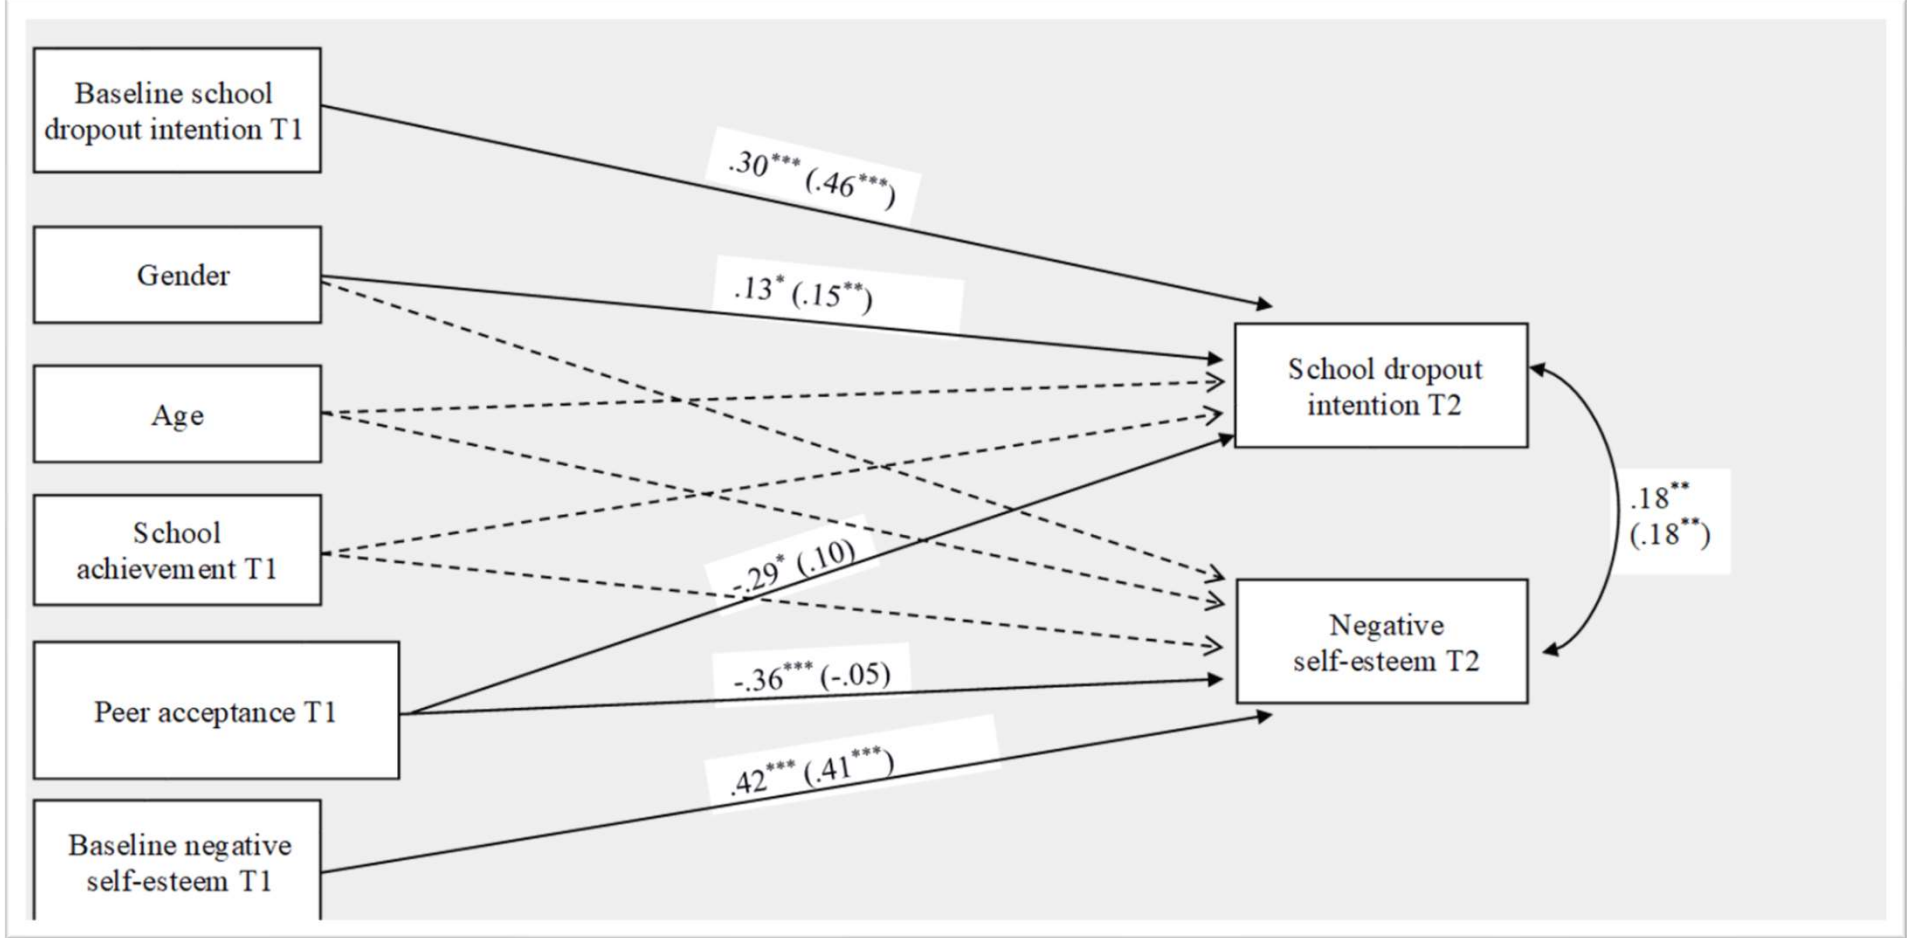 Baseline school
dropout intention T1
.30*** (.46***)
Gender
.13* (.15**)
School dropout
intention T2
Age
.18**
(.18**)
School
achievement T1
-.29* (.10)
Negative
self-esteem T2
-.36*** (-.05)
Peer acceptance T1
.42*** (.41***)
Baseline negative
self-esteem T1